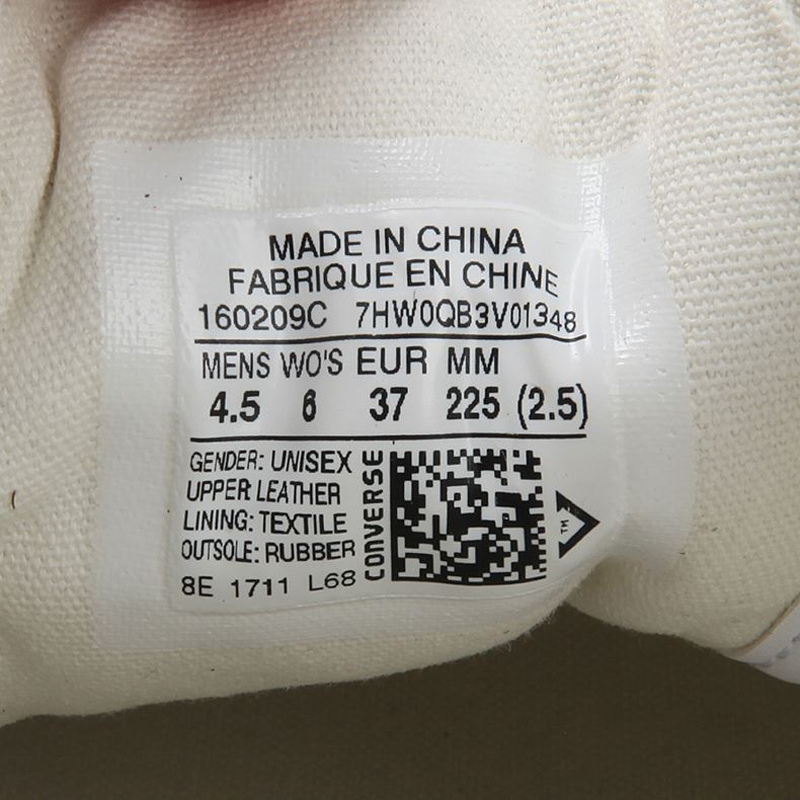 MADE IN CHINA
FABRIQUE EN CHINE
160209C 7HW0QB3V01348
MENS WO'S EUR MM
4.5 6 37 225 (2.5)
GENDER: UNISEX
UPPER: LEATHER
LINING: TEXTILE
OUTSOLE: RUBBER
8E 1711 L68
CONVERSE
TM